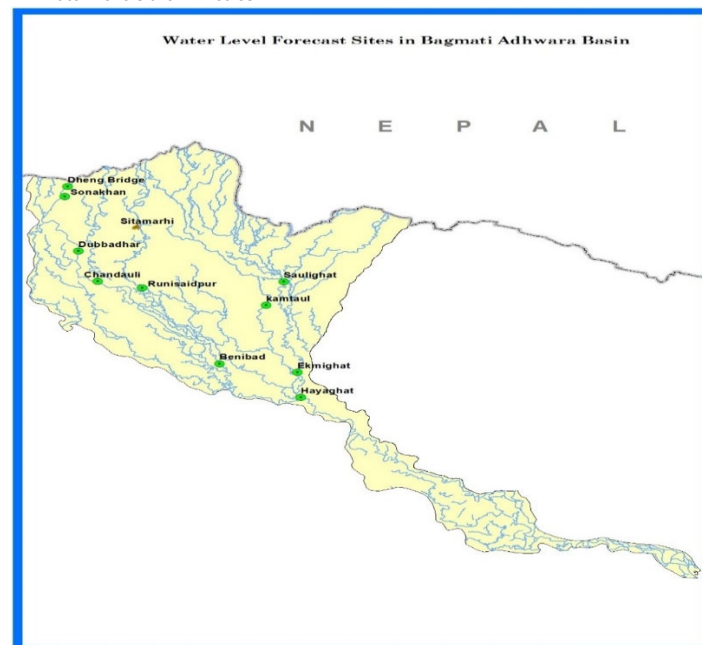 Water Level Forecast Sites in Bagmati Adhwara Basin
N E P A L
Dheng Bridge
Sonakhan
Sitamarhi
Dubbadhar
Chandauli
Runisaidpur
Saulighat
kamtaul
Benibad
Ekmighat
Hayaghat